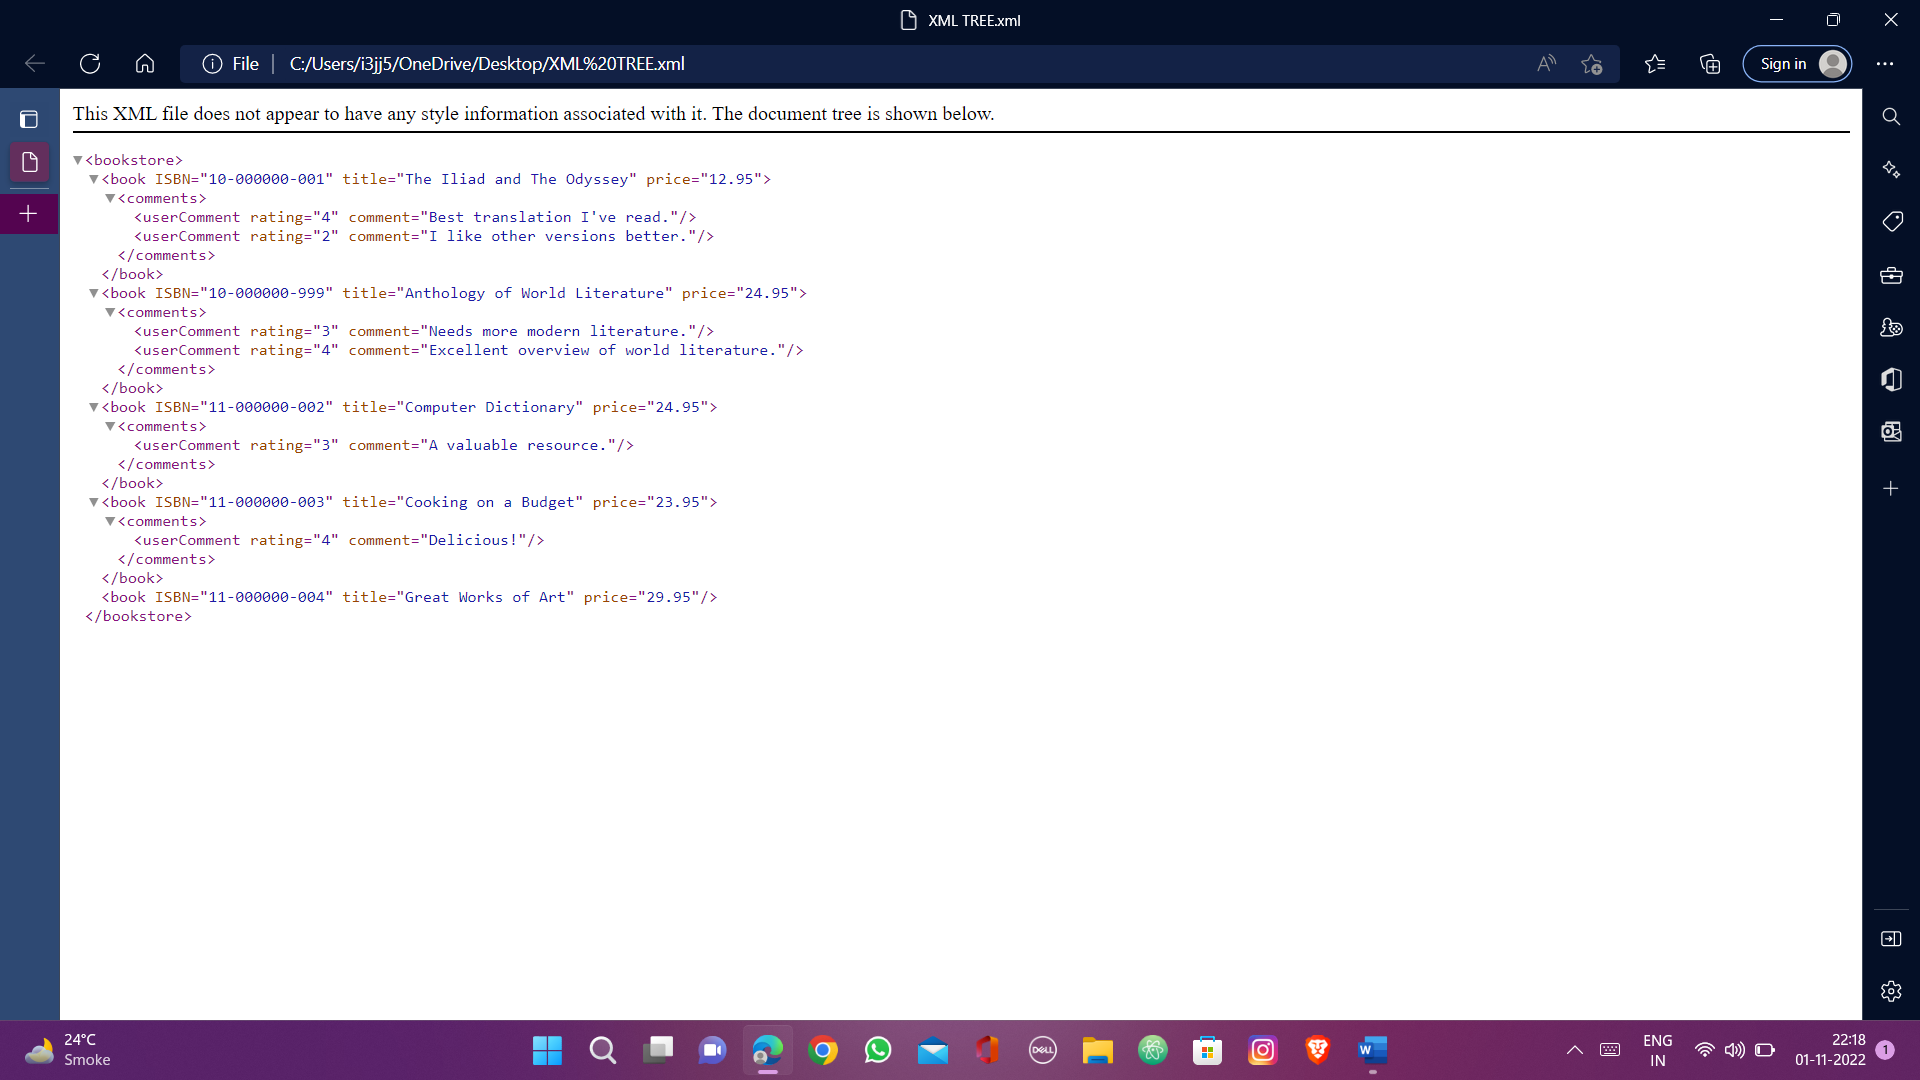 XML TREE.xml
File C:/Users/i3jj5/OneDrive/Desktop/XML%20TREE.xml Sign in
This XML file does not appear to have any style information associated with it. The document tree is shown below.
<bookstore>
<book ISBN="10-000000-001" title="The Iliad and The Odyssey" price="12.95">
<comments>
<userComment rating="4" comment="Best translation I've read."/>
<userComment rating="2" comment="I like other versions better."/>
</comments>
</book>
<book ISBN="10-000000-999" title="Anthology of World Literature" price="24.95">
<comments>
<userComment rating="3" comment="Needs more modern literature."/>
<userComment rating="4" comment="Excellent overview of world literature."/>
</comments>
</book>
<book ISBN="11-000000-002" title="Computer Dictionary" price="24.95">
<comments>
<userComment rating="3" comment="A valuable resource."/>
</comments>
</book>
<book ISBN="11-000000-003" title="Cooking on a Budget" price="23.95">
<comments>
<userComment rating="4" comment="Delicious!"/>
</comments>
</book>
<book ISBN="11-000000-004" title="Great Works of Art" price="29.95"/>
</bookstore>
24°C
Smoke
DELL
W
ENG
IN
22:18
01-11-2022
1